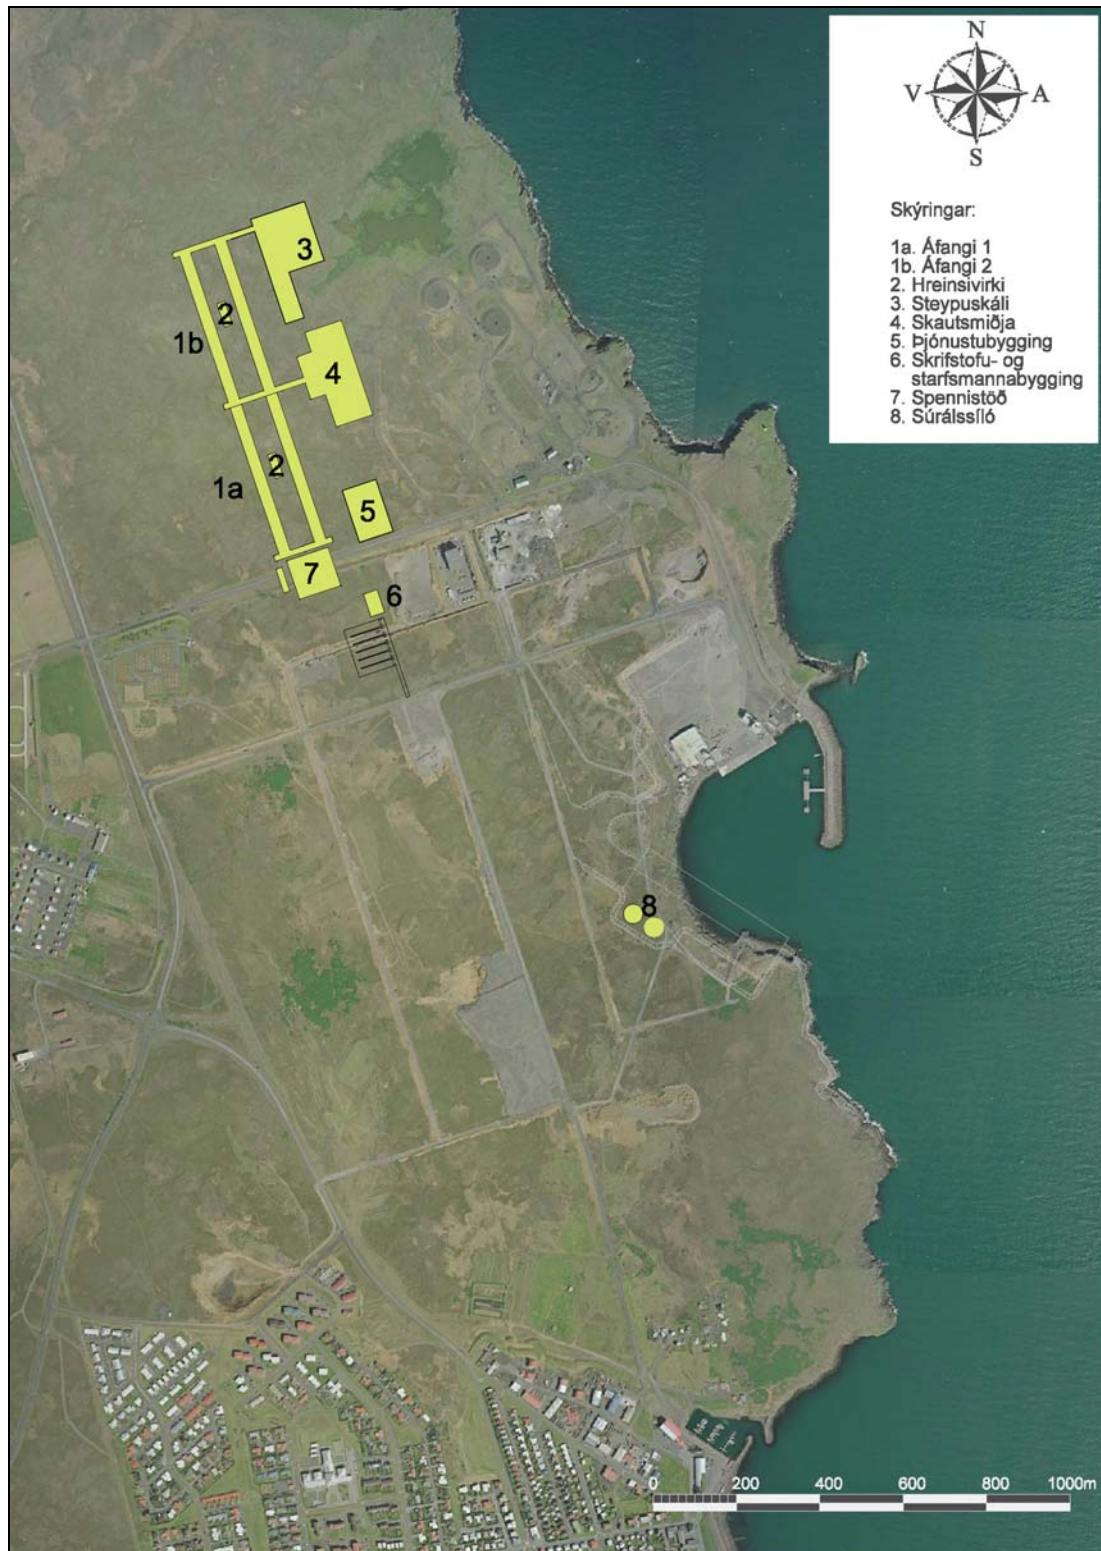 N
V A
S
Skýringar:
1a. Áfangi 1
1b. Áfangi 2
2. Hreinsivirki
3. Steypuskáli
4. Skautsmiðja
5. Þjónustubygging
6. Skrifstofu- og
starfsmannabygging
7. Spennistöð
8. Súrálssíló
3
2
1b
4
2
1a
5
7
6
8
0 200 400 600 800 1000m